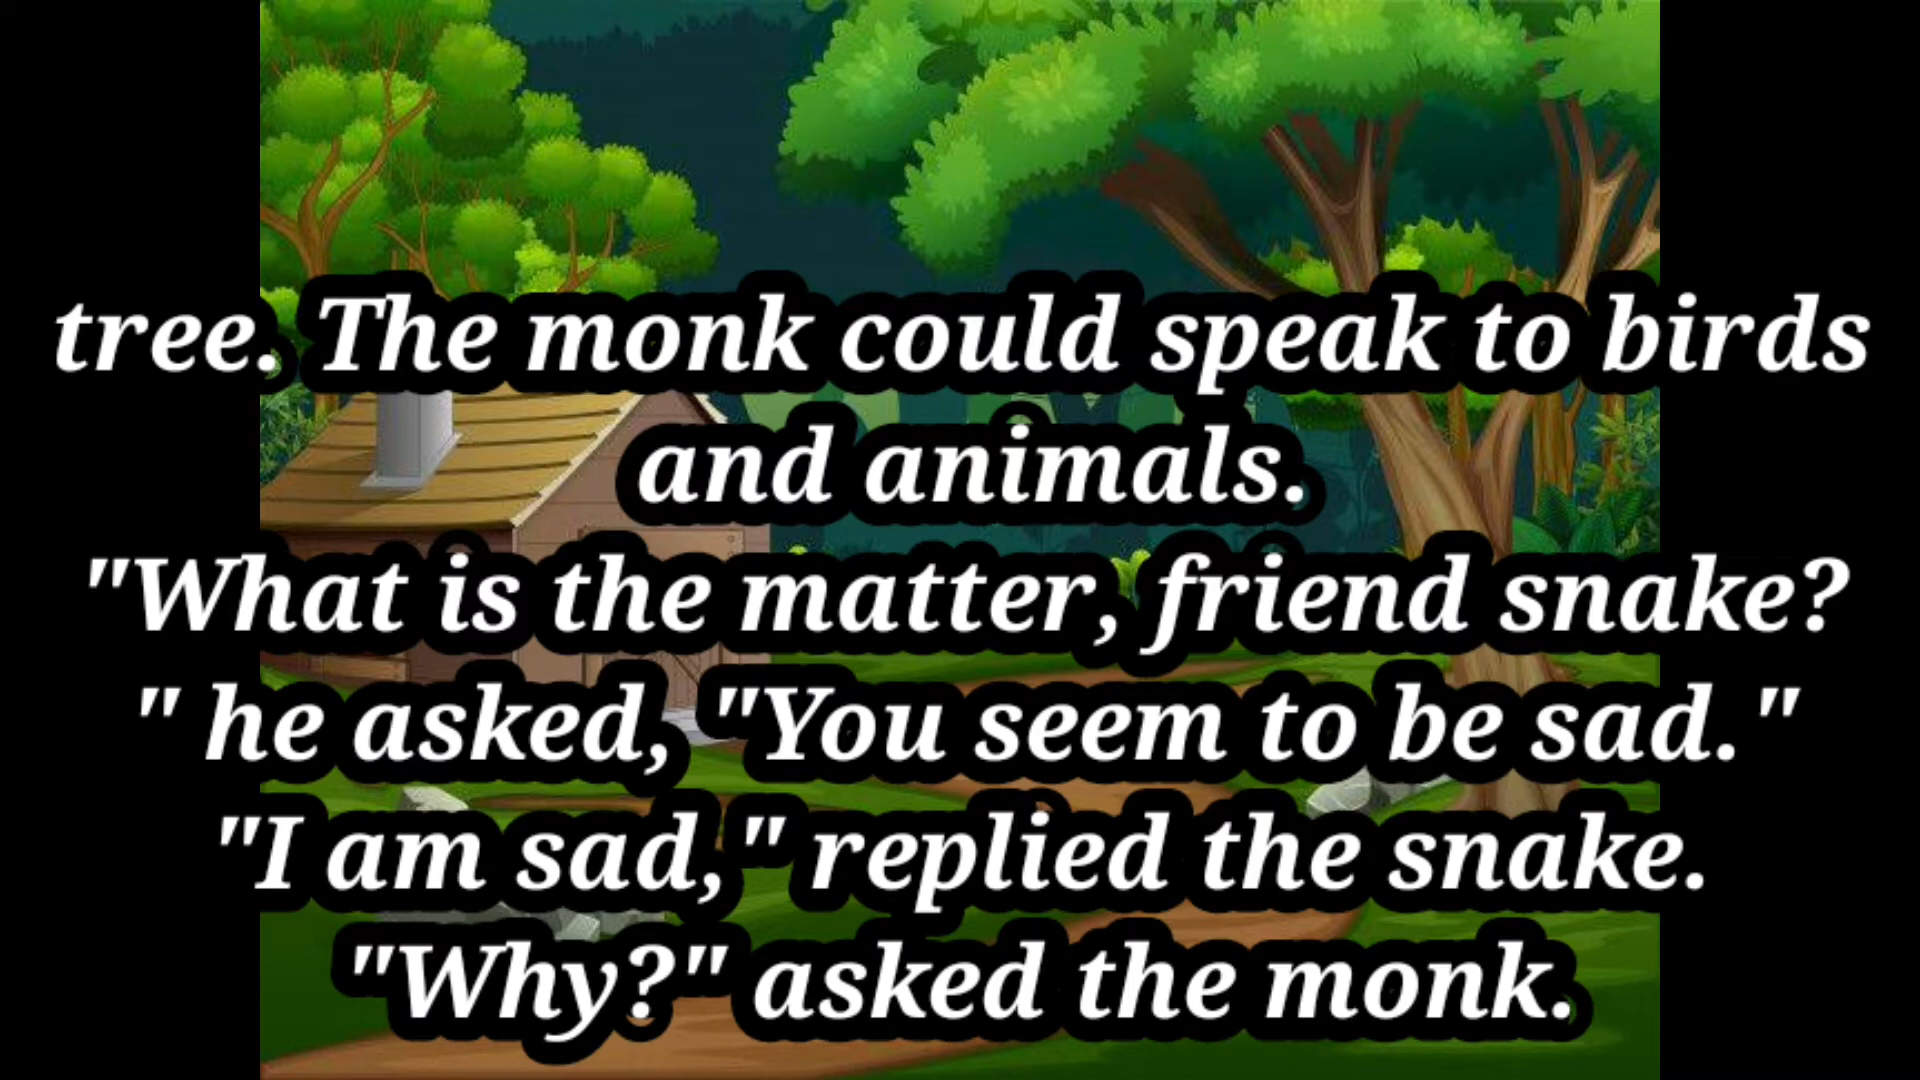 tree. The monk could speak to birds
and animals.
"What is the matter, friend snake?
" he asked, "You seem to be sad."
"I am sad," replied the snake.
"Why?" asked the monk.